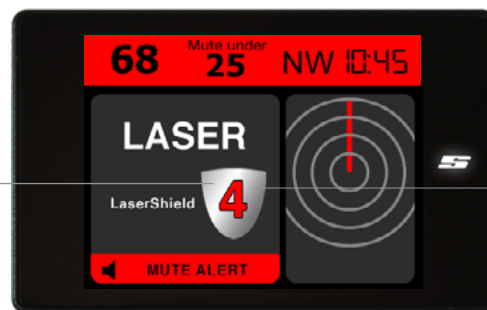 68 Mute under 25 NW 10:45
LASER
LaserShield 4
MUTE ALERT
S